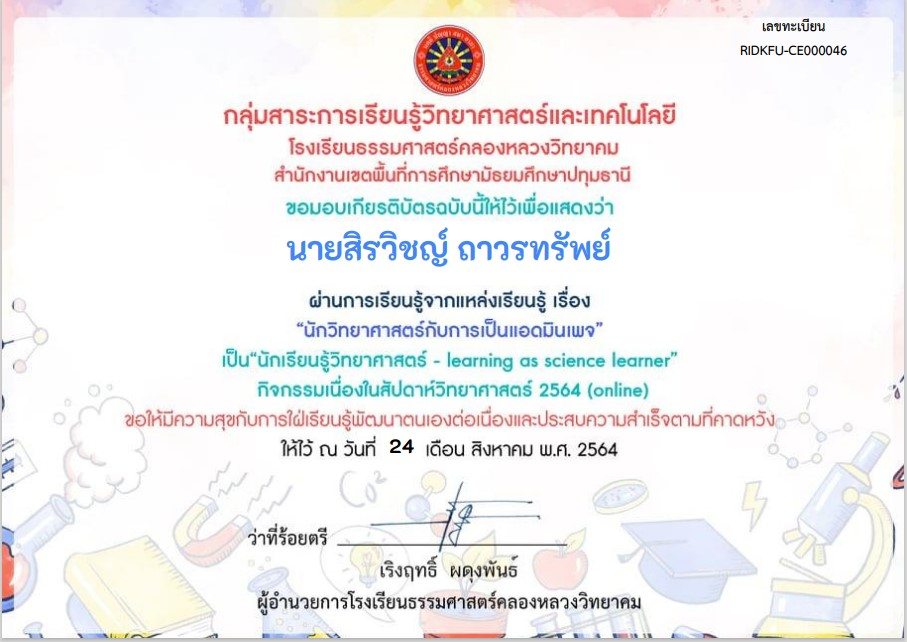 เลขทะเบียน
RIDKFU-CE000046
กลุ่มสาระการเรียนรู้วิทยาศาสตร์และเทคโนโลยี
โรงเรียนธรรมศาสตร์คลองหลวงวิทยาคม
สำนักงานเขตพื้นที่การศึกษามัธยมศึกษาปทุมธานี
ขอมอบเกียรติบัตรฉบับนี้ให้ไว้เพื่อแสดงว่า
นายสิรวิชญ์ ถาวรทรัพย์
ผ่านการเรียนรู้จากแหล่งเรียนรู้ เรื่อง
“นักวิทยาศาสตร์กับการเป็นแอดมินเพจ”
เป็น“นักเรียนรู้วิทยาศาสตร์ - learning as science learner”
กิจกรรมเนื่องในสัปดาห์วิทยาศาสตร์ 2564 (online)
ขอให้มีความสุขกับการใฝ่เรียนรู้พัฒนาตนเองต่อเนื่องและประสบความสำเร็จตามที่คาดหวัง
ให้ไว้ ณ วันที่ 24 เดือน สิงหาคม พ.ศ. 2564
CO2
ว่าที่ร้อยตรี
เริงฤทธิ์ ผดุงพันธ์
ผู้อำนวยการโรงเรียนธรรมศาสตร์คลองหลวงวิทยาคม